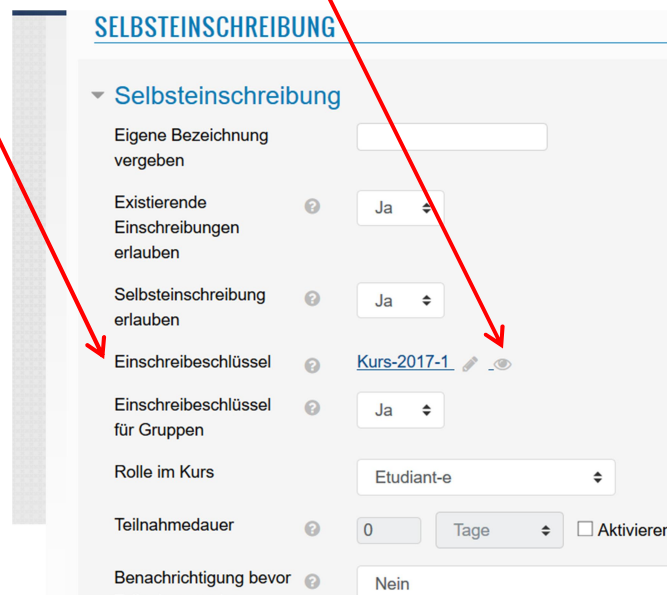 SELBSTEINSCHREIBUNG
Selbsteinschreibung
Eigene Bezeichnung
vergeben
Existierende
Einschreibungen
erlauben
Ja
Selbsteinschreibung
erlauben
Ja
Einschreibeschlüssel
Kurs-2017-1
Einschreibeschlüssel
für Gruppen
Ja
Rolle im Kurs
Etudiant-e
Teilnahmedauer
0 Tage Aktivieren
Benachrichtigung bevor
Nein